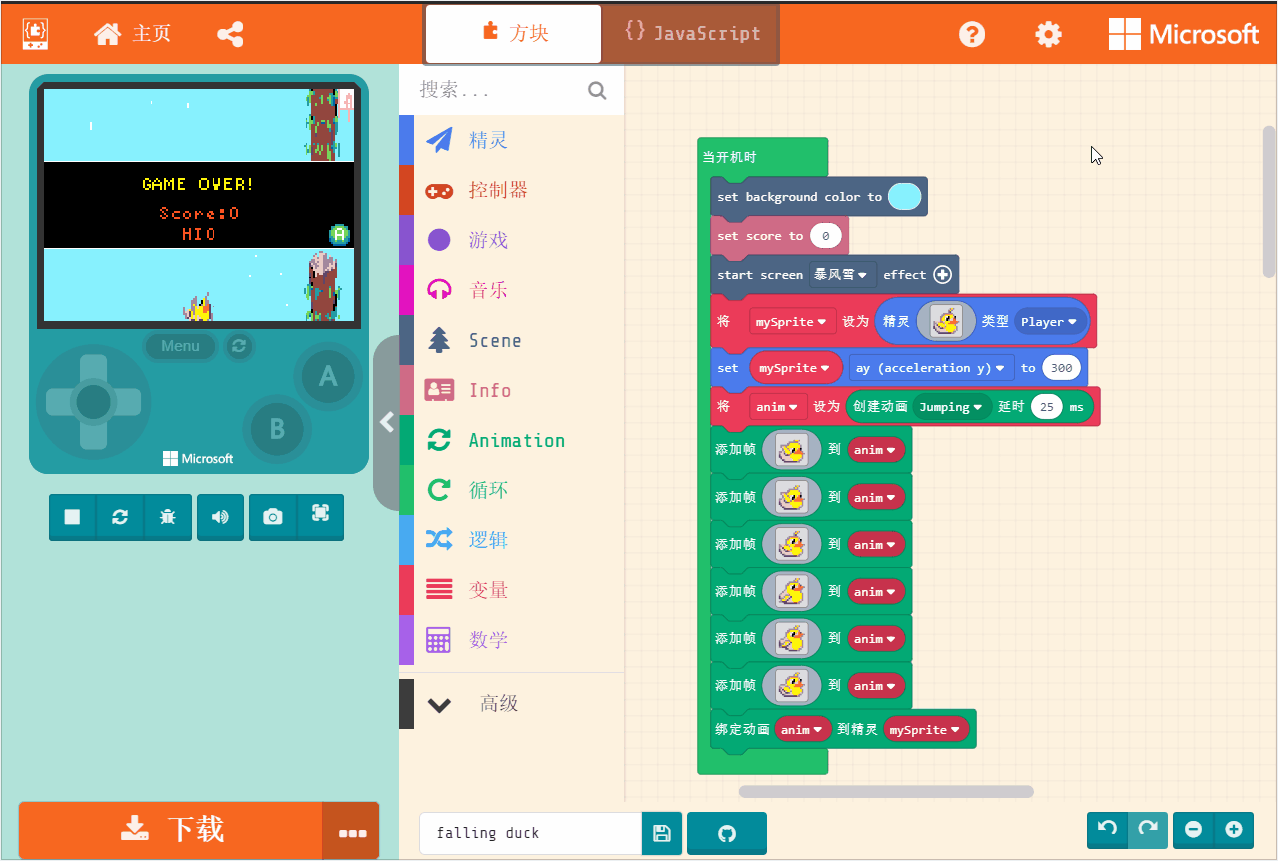 主页
方块
{} JavaScript
Microsoft
GAME OVER!
Score:0
HI0
A
Menu
A
B
Microsoft
下载
搜索...
精灵
控制器
游戏
音乐
Scene
Info
Animation
循环
逻辑
变量
数学
高级
当开机时
set background color to
set score to 0
start screen 暴风雪 effect
将 mySprite 设为 精灵 类型 Player
set mySprite ay (acceleration y) to 300
将 anim 设为 创建动画 Jumping 延时 25 ms
添加帧 到 anim
添加帧 到 anim
添加帧 到 anim
添加帧 到 anim
添加帧 到 anim
添加帧 到 anim
绑定动画 anim 到精灵 mySprite
falling duck